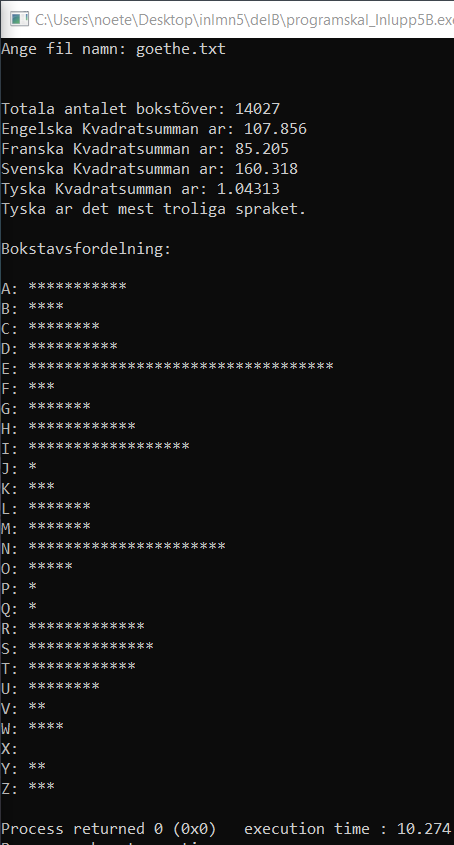 C:\Users\noete\Desktop\inlmn5\delB\programskal_Inlupp5B.exe
Ange fil namn: goethe.txt
Totala antalet bokstõver: 14027
Engelska Kvadratsumman ar: 107.856
Franska Kvadratsumman ar: 85.205
Svenska Kvadratsumman ar: 160.318
Tyska Kvadratsumman ar: 1.04313
Tyska ar det mest troliga spraket.
Bokstavsfordelning:
A: ***********
B: ****
C: ********
D: **********
E: **********************************
F: ***
G: *******
H: ************
I: ******************
J: *
K: ***
L: *******
M: *******
N: **********************
O: *****
P: *
Q: *
R: *************
S: **************
T: ************
U: ********
V: **
W: ****
X:
Y: **
Z: ***
Process returned 0 (0x0)   execution time : 10.274